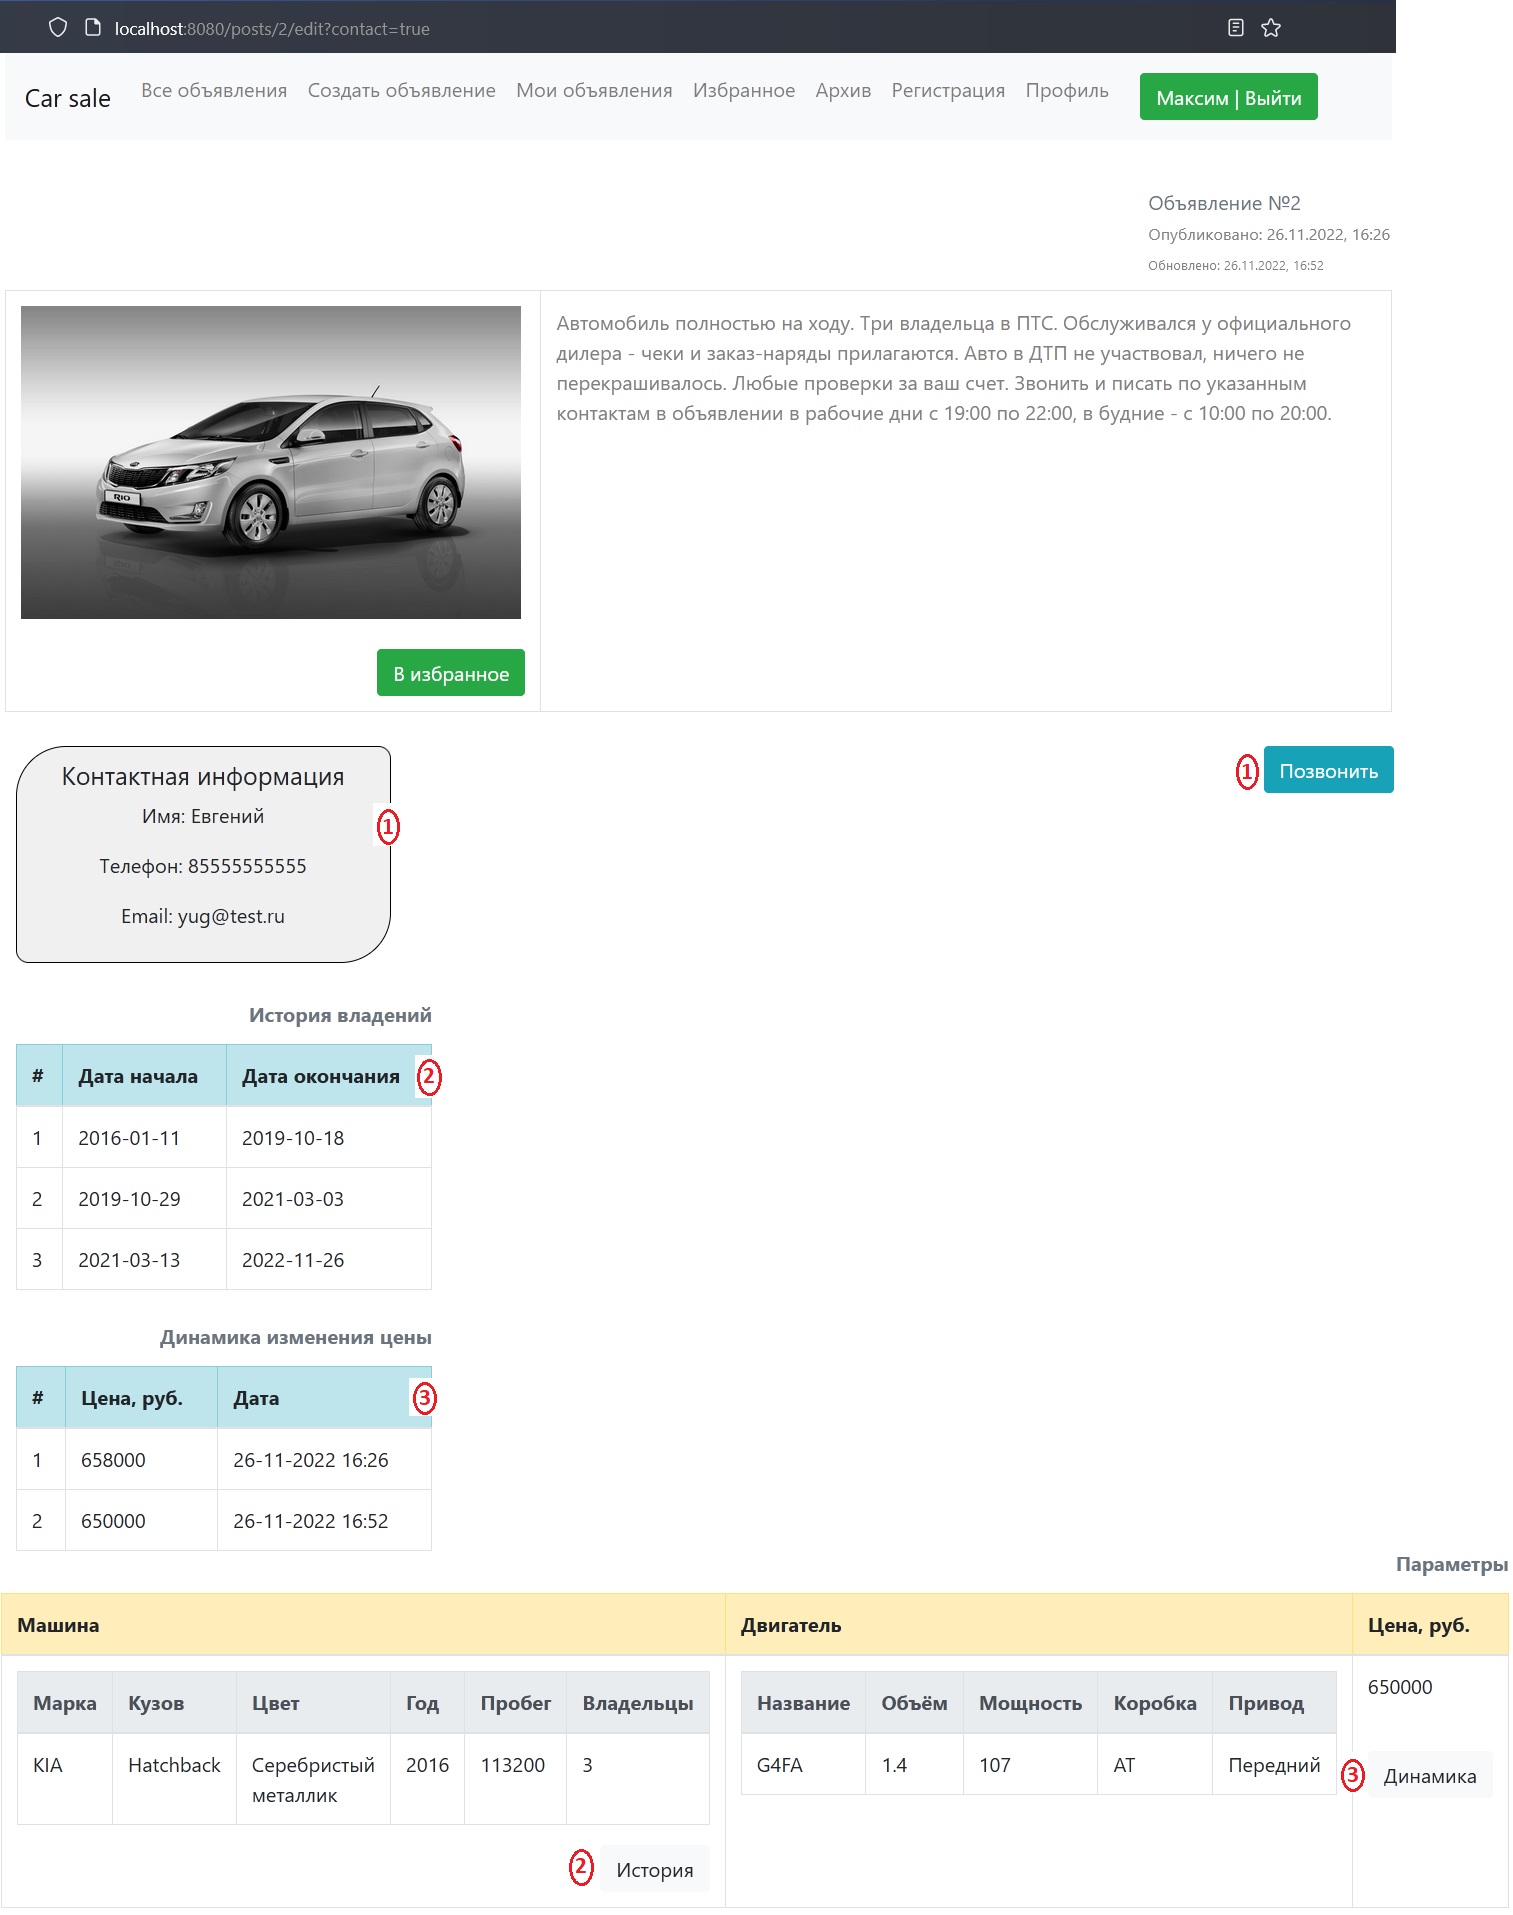 localhost:8080/posts/2/edit?contact=true
Car sale Все объявления Создать объявление Мои объявления Избранное Архив Регистрация Профиль Максим | Выйти
Объявление №2
Опубликовано: 26.11.2022, 16:26
Обновлено: 26.11.2022, 16:52
RIO
В избранное
Автомобиль полностью на ходу. Три владельца в ПТС. Обслуживался у официального
дилера - чеки и заказ-наряды прилагаются. Авто в ДТП не участвовал, ничего не
перекрашивалось. Любые проверки за ваш счет. Звонить и писать по указанным
контактам в объявлении в рабочие дни с 19:00 по 22:00, в будние - с 10:00 по 20:00.
1 Позвонить
Контактная информация
Имя: Евгений
1
Телефон: 85555555555
Email: yug@test.ru
История владений
# Дата начала Дата окончания 2
1 2016-01-11 2019-10-18
2 2019-10-29 2021-03-03
3 2021-03-13 2022-11-26
Динамика изменения цены
# Цена, руб. Дата 3
1 658000 26-11-2022 16:26
2 650000 26-11-2022 16:52
Параметры
Машина Двигатель Цена, руб.
Марка Кузов Цвет Год Пробег Владельцы
KIA Hatchback Серебристый 2016 113200 3
металлик
2 История
Название Объём Мощность Коробка Привод
G4FA 1.4 107 AT Передний
650000
3 Динамика